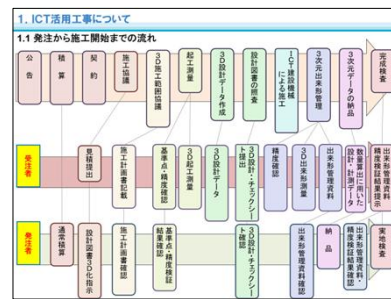 1. ICT活用工事について
1.1 発注から施工開始までの流れ
公告
積算
契約
施工協議
3D施工範囲協議
起工測量
3D設計データ作成
設計図書の照査
ICT建設機械による施工
3次元出来形管理
3次元データの納品
完成検査
発注者
見積提出
施工計画書記載
基準点・精度確認
3D起工測量
3D設計データ
3D設計・チェックシート提出
精度確認
3D出来形測量
出来形管理資料
数量算出に用いた設計・計測データ
出来形管理資料・精度検証結果提示
発注者
通常積算
設計図書3D化指示
施工計画書確認
基準点・精度検証結果確認
3D設計・チェックシート確認
出来形管理資料確認
納品
出来形管理資料・精度検証結果確認
実地検査